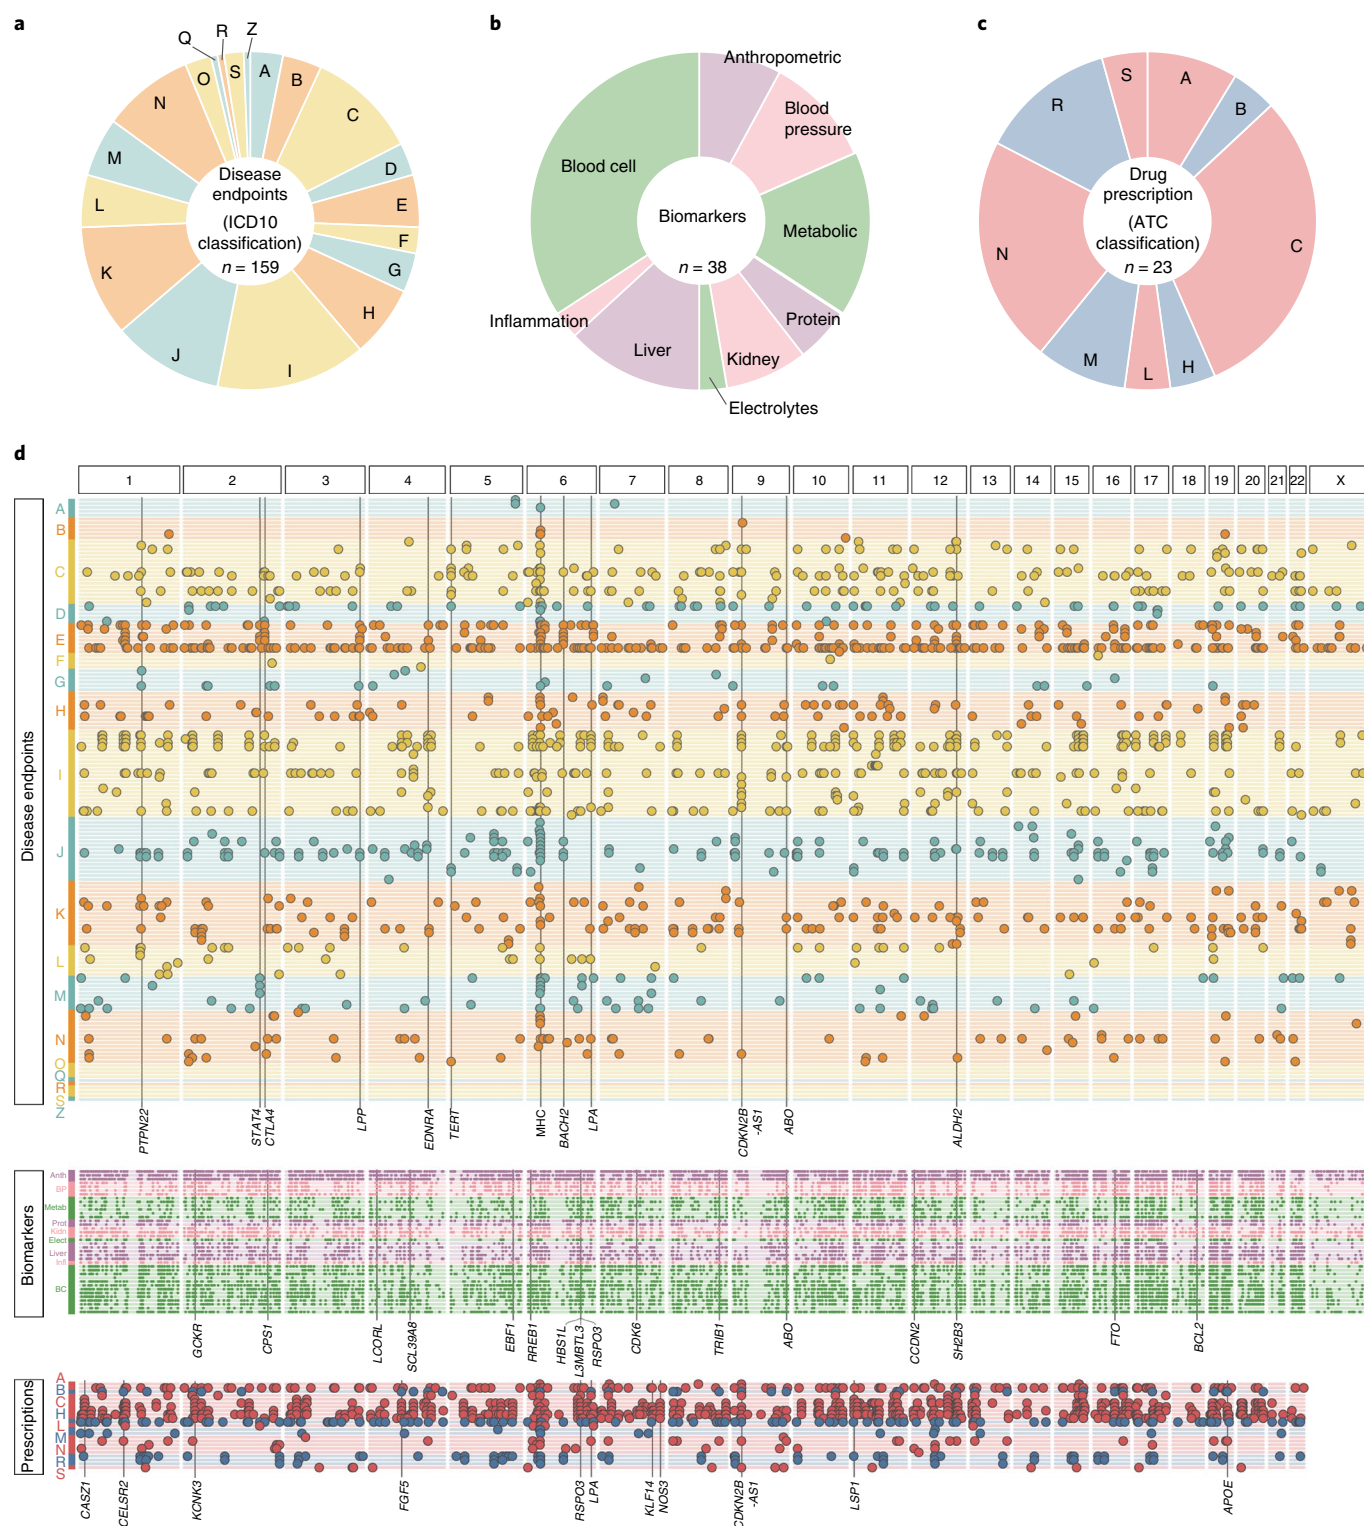 a
Q
R
Z
O
S
A
B
N
C
M
D
L
E
F
K
G
H
J
I
Disease
endpoints
(ICD10
classification)
n = 159
b
Anthropometric
Blood
pressure
Blood cell
Metabolic
Biomarkers
n = 38
Inflammation
Protein
Liver
Kidney
Electrolytes
c
S
A
R
B
N
C
M
L
H
Drug
prescription
(ATC
classification)
n = 23
d
1 2 3 4 5 6 7 8 9 10 11 12 13 14 15 16 17 18 19 20 21 22 X
Disease endpoints
A
B
C
D
E
F
G
H
I
J
K
L
M
N
O
Q
R
S
Z
PTPN22
STAT4
CTLA4
LPP
EDNRA
TERT
MHC
BACH2
LPA
CDKN2B
-AS1
ABO
ALDH2
Biomarkers
Anth
BP
Metab
Prot
Kidn
Elect
Liver
Infl
BC
GCKR
CPS1
LCORL
SCL39A8
EBF1
RREB1
HBS1L
L3MBTL3
RSPO3
CDK6
TRIB1
ABO
CCDN2
SH2B3
FTO
BCL2
Prescriptions
A
B
C
H
L
M
N
R
S
CASZ1
CELSR2
KCNK3
FGF5
RSPO3
LPA
KLF14
NOS3
CDKN2B
-AS1
LSP1
APOE